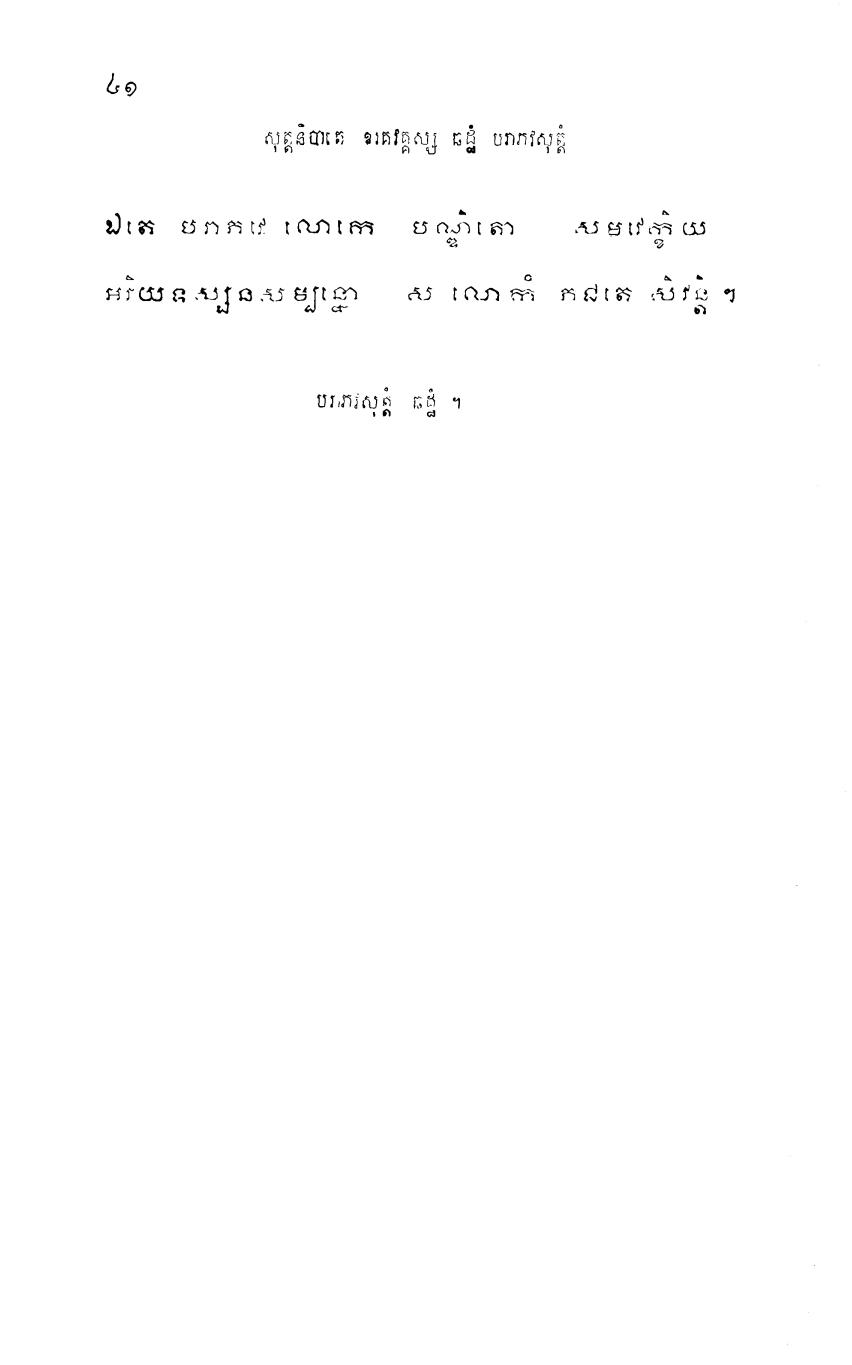 ៤១
សុត្តនិបាតេ ឧរគវគ្គស្ស ឆដ្ឋំ បរាភវសុត្តំ
ឯតេ បរាភវេ លោកេ បណ្ឌិតោ សមវេក្ខិយ
អរិយទស្សនសម្បន្នោ ស លោកំ ភជតេ សិវន្តិ ។
បរាភវសុត្តំ ឆដ្ឋំ ។